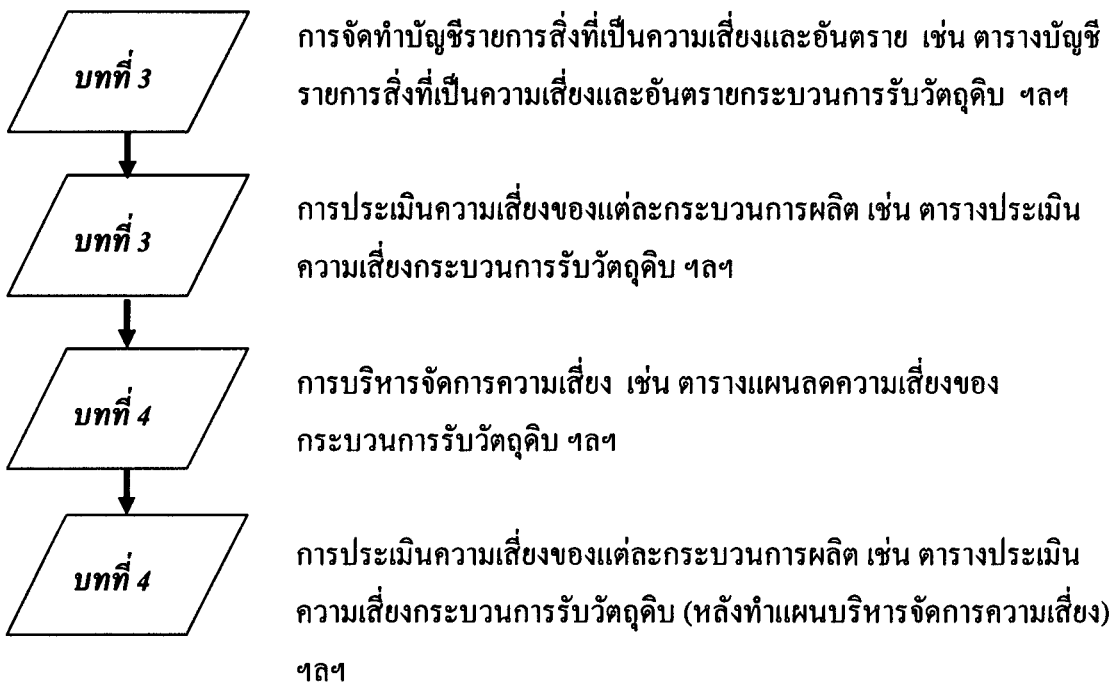 การจัดทำบัญชีรายการสิ่งที่เป็นความเสี่ยงและอันตราย เช่น ตารางบัญชี
บทที่ 3
รายการสิ่งที่เป็นความเสี่ยงและอันตรายกระบวนการรับวัตถุดิบ ฯลฯ
การประเมินความเสี่ยงของแต่ละกระบวนการผลิต เช่น ตารางประเมิน
บทที่ 3
ความเสี่ยงกระบวนการรับวัตถุดิบ ฯลฯ
การบริหารจัดการความเสี่ยง เช่น ตารางแผนลดความเสี่ยงของ
บทที่ 4
กระบวนการรับวัตถุดิบ ฯลฯ
การประเมินความเสี่ยงของแต่ละกระบวนการผลิต เช่น ตารางประเมิน
บทที่ 4
ความเสี่ยงกระบวนการรับวัตถุดิบ (หลังทำแผนบริหารจัดการความเสี่ยง)
ฯลฯ